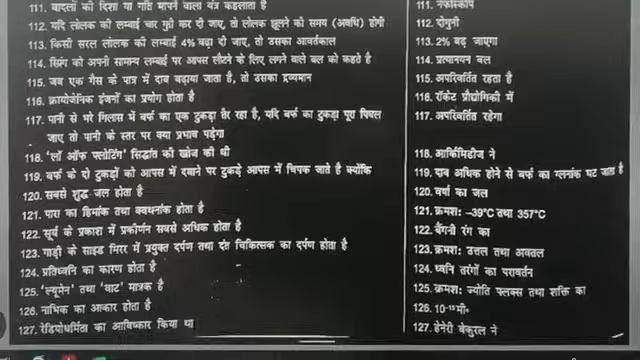 111. बादलों की दिशा या गति मापने वाला यंत्र कहलाता है
111. नेफोस्कोप
112. यदि लोलक की लम्बाई चार गुनी कर दी जाए, तो लोलक झूलने की समय (अवधि) होगी
112. दोगुनी
113. किसी सरल लोलक की लम्बाई 4% बढ़ा दी जाए, तो उसका आवर्तकाल
113. 2% बढ़ जाएगा
114. स्प्रिंग को अपनी सामान्य लम्बाई पर आपस लौटने के लिए लगने वाले बल को कहते है
114. प्रत्यानयन बल
115. जब एक गैस के पात्र में दाब बढ़ाया जाता है, तो उसका द्रव्यमान
115. अपरिवर्तित रहता है
116. क्रायोजेनिक इंजनों का प्रयोग होता है
116. रॉकेट प्रौद्योगिकी में
117. पानी से भरे गिलास में बर्फ का एक टुकड़ा तैर रहा है, यदि बर्फ का टुकड़ा पूरा पिघल
117. अपरिवर्तित रहेगा
जाए तो पानी के स्तर पर क्या प्रभाव पड़ेगा
118. 'लॉ ऑफ फ्लोटिंग' सिद्धांत की खोज की थी
118. आर्किमिडीज ने
119. बर्फ के दो टुकड़ों को आपस में दबाने पर टुकड़े आपस में चिपक जाते है क्योंकि
119. दाब अधिक होने से बर्फ का गलनांक घट जाता है
120. सबसे शुद्ध जल होता है
120. वर्षा का जल
121. पारा का हिमांक तथा क्वथनांक होता है
121. क्रमशः –39°C तथा 357°C
122. सूर्य के प्रकाश में प्रकीर्णन सबसे अधिक होता है
122. बैंगनी रंग का
123. गाड़ी के साइड मिरर में प्रयुक्त दर्पण तथा दंत चिकित्सक का दर्पण होता है
123. क्रमशः उत्तल तथा अवतल
124. प्रतिध्वनि का कारण होता है
124. ध्वनि तरंगों का परावर्तन
125. 'ल्यूमेन' तथा 'वाट' मात्रक है
125. क्रमशः ज्योति फ्लक्स तथा शक्ति का
126. नाभिक का आकार होता है
126. 10⁻¹⁵मी॰
127. रेडियोधर्मिता का आविष्कार किया था
127. हेनेरी बेकुरल ने